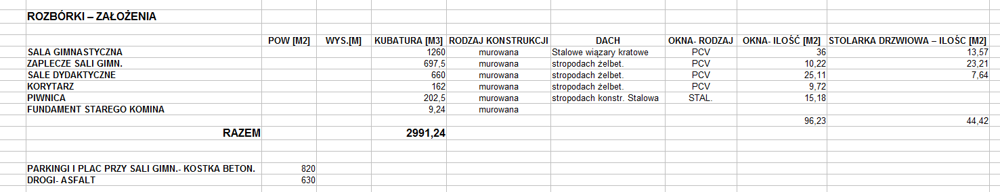 ROZBÓRKI – ZAŁOŻENIA
POW [M2] WYS.[M] KUBATURA [M3] RODZAJ KONSTRUKCJI DACH OKNA- RODZAJ OKNA- ILOŚĆ [M2] STOLARKA DRZWIOWA – ILOŚC [M2]
SALA GIMNASTYCZNA 1260 murowana Stalowe wiązary kratowe PCV 36 13,57
ZAPLECZE SALI GIMN. 697,5 murowana stropodach żelbet. PCV 10,22 23,21
SALE DYDAKTYCZNE 660 murowana stropodach żelbet. PCV 25,11 7,64
KORYTARZ 162 murowana stropodach żelbet. PCV 9,72
PIWNICA 202,5 murowana stropodach konstr. Stalowa STAL. 15,18
FUNDAMENT STAREGO KOMINA 9,24 murowana
96,23 44,42
RAZEM 2991,24
PARKINGI I PLAC PRZY SALI GIMN.- KOSTKA BETON. 820
DROGI- ASFALT 630